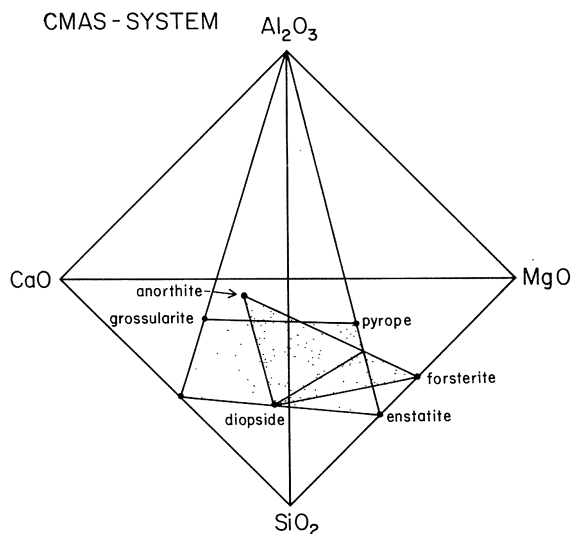 CMAS-SYSTEM
Al₂O₃
CaO
MgO
anorthite
grossularite
pyrope
forsterite
diopside
enstatite
SiO₂